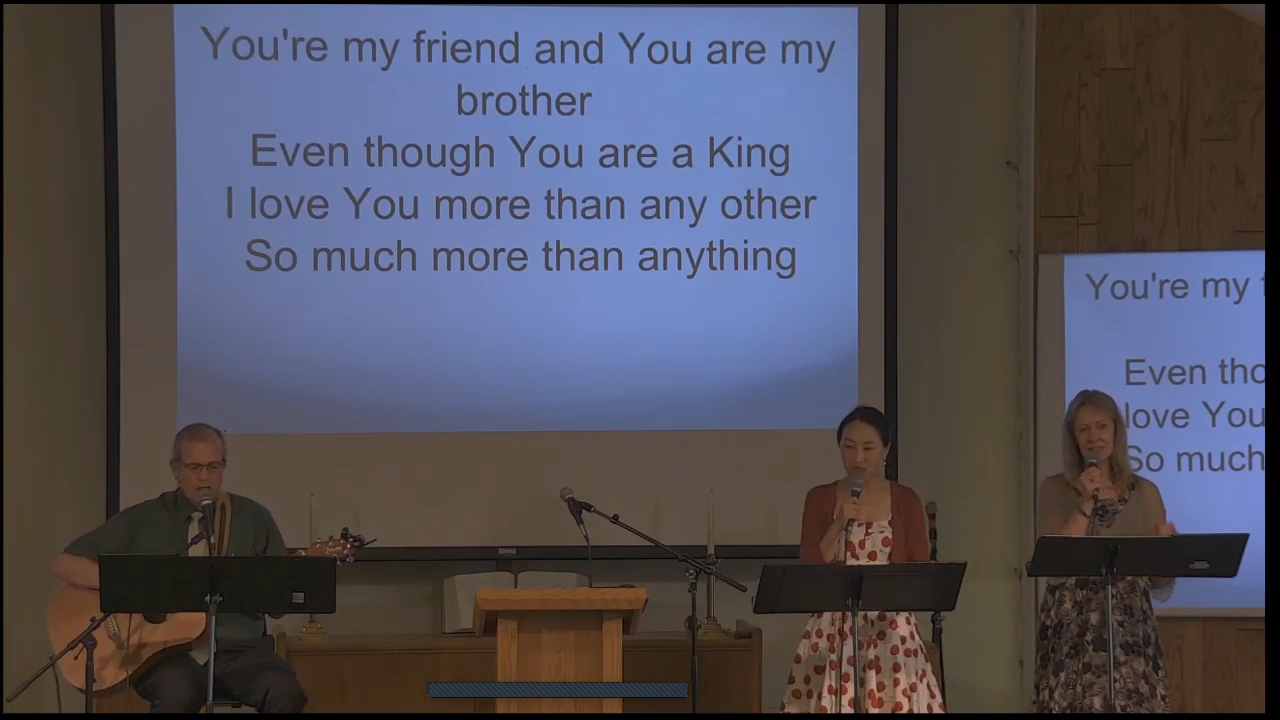 You're my friend and You are my
brother
Even though You are a King
I love You more than any other
So much more than anything
You're my
Even tho
love You
So much